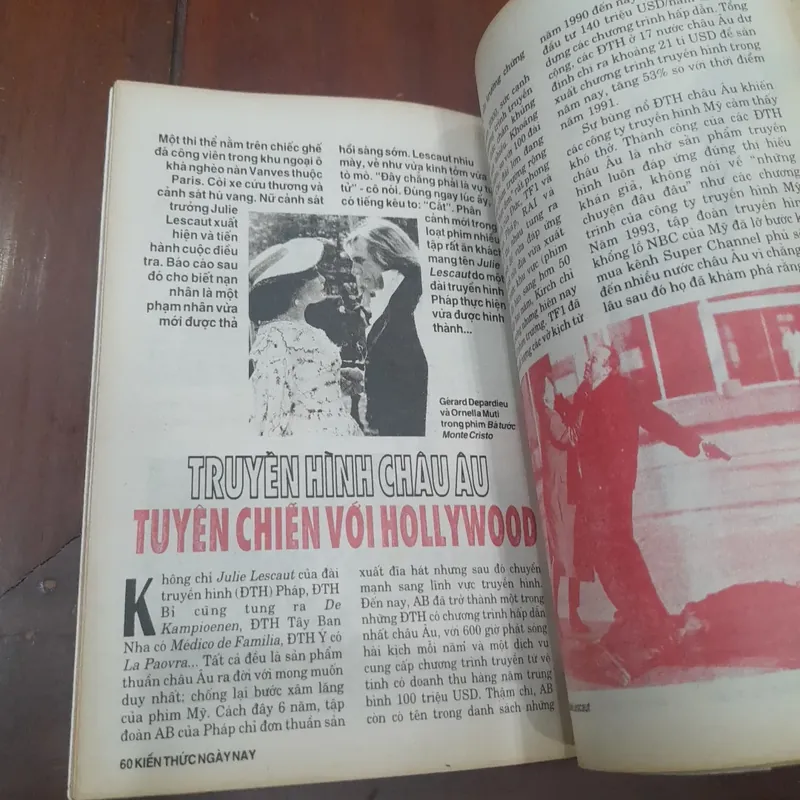 Một thi thể nằm trên chiếc ghế
đá công viên trong khu ngoại ô
khả nghèo nàn Vanves thuộc
Paris. Còi xe cứu thương và
cảnh sát hú vang. Nữ cảnh sát
trưởng Julie
Lescaut xuất
hiện và tiến
hành cuộc điều
tra. Báo cáo sau
đó cho biết nạn
nhân là một
phạm nhân vừa
mới được thả
hồi sáng sớm. Lescaut nhíu
mày, vẻ như vừa kinh tởm vừa
tò mò. "Đây chẳng phải là vụ tự
tử" - cô nói. Đúng ngay lúc ấy,
có tiếng kêu to: "Cắt". Phân
cảnh mới trong
loạt phim nhiều
tập rất ăn khách
mang tên Julie
Lescaut do một
đài truyền hình
Pháp thực hiện
vừa được hình
thành...
Gérard Depardieu
và Ornella Muti
trong phim Bá tước
Monte Cristo
TRUYỀN HÌNH CHÂU ÂU
TUYÊN CHIẾN VỚI HOLLYWOOD
Không chỉ Julie Lescaut của đài
truyền hình (ĐTH) Pháp, ĐTH
Bỉ cũng tung ra De
Kampioenen, ĐTH Tây Ban
Nha có Médico de Familia, ĐTH Ý có
La Paovra... Tất cả đều là sản phẩm
thuần châu Âu ra đời với mong muốn
duy nhất: chống lại bước xâm lăng
của phim Mỹ. Cách đây 6 năm, tập
đoàn AB của Pháp chỉ đơn thuần sản
xuất đĩa hát nhưng sau đó chuyển
mạnh sang lĩnh vực truyền hình.
Đến nay, AB đã trở thành một trong
những ĐTH có chương trình hấp dẫn
nhất châu Âu, với 600 giờ phát sóng
hài kịch mỗi năm và một dịch vụ
cung cấp chương trình truyền từ vệ
tinh có doanh thu hàng năm trung
bình 100 triệu USD. Thậm chí, AB
còn có tên trong danh sách những
60 KIẾN THỨC NGÀY NAY
năm 1990 đến nay
đầu tư 140 triệu USD/năm
dựng các chương trình hấp dẫn. Tổng
cộng, các ĐTH ở 17 nước châu Âu dự
định chi ra khoảng 21 tỉ USD để sản
xuất chương trình truyền hình trong
năm nay, tăng 53% so với thời điểm
năm 1991.
Sự bùng nổ ĐTH châu Âu khiến
các công ty truyền hình Mỹ cảm thấy
khó thở. Thành công của các ĐTH
châu Âu là nhờ sản phẩm truyền
hình luôn đáp ứng đúng thị hiếu
khán giả, không nói về "những
chuyện đâu đâu" như các chương
trình của công ty truyền hình Mỹ
Năm 1993, tập đoàn truyền hình
khổng lồ NBC của Mỹ đã lỡ bước k
mua kênh Super Channel phủ só
đến nhiều nước châu Âu vì chẳng
lâu sau đó họ đã khám phá rằng